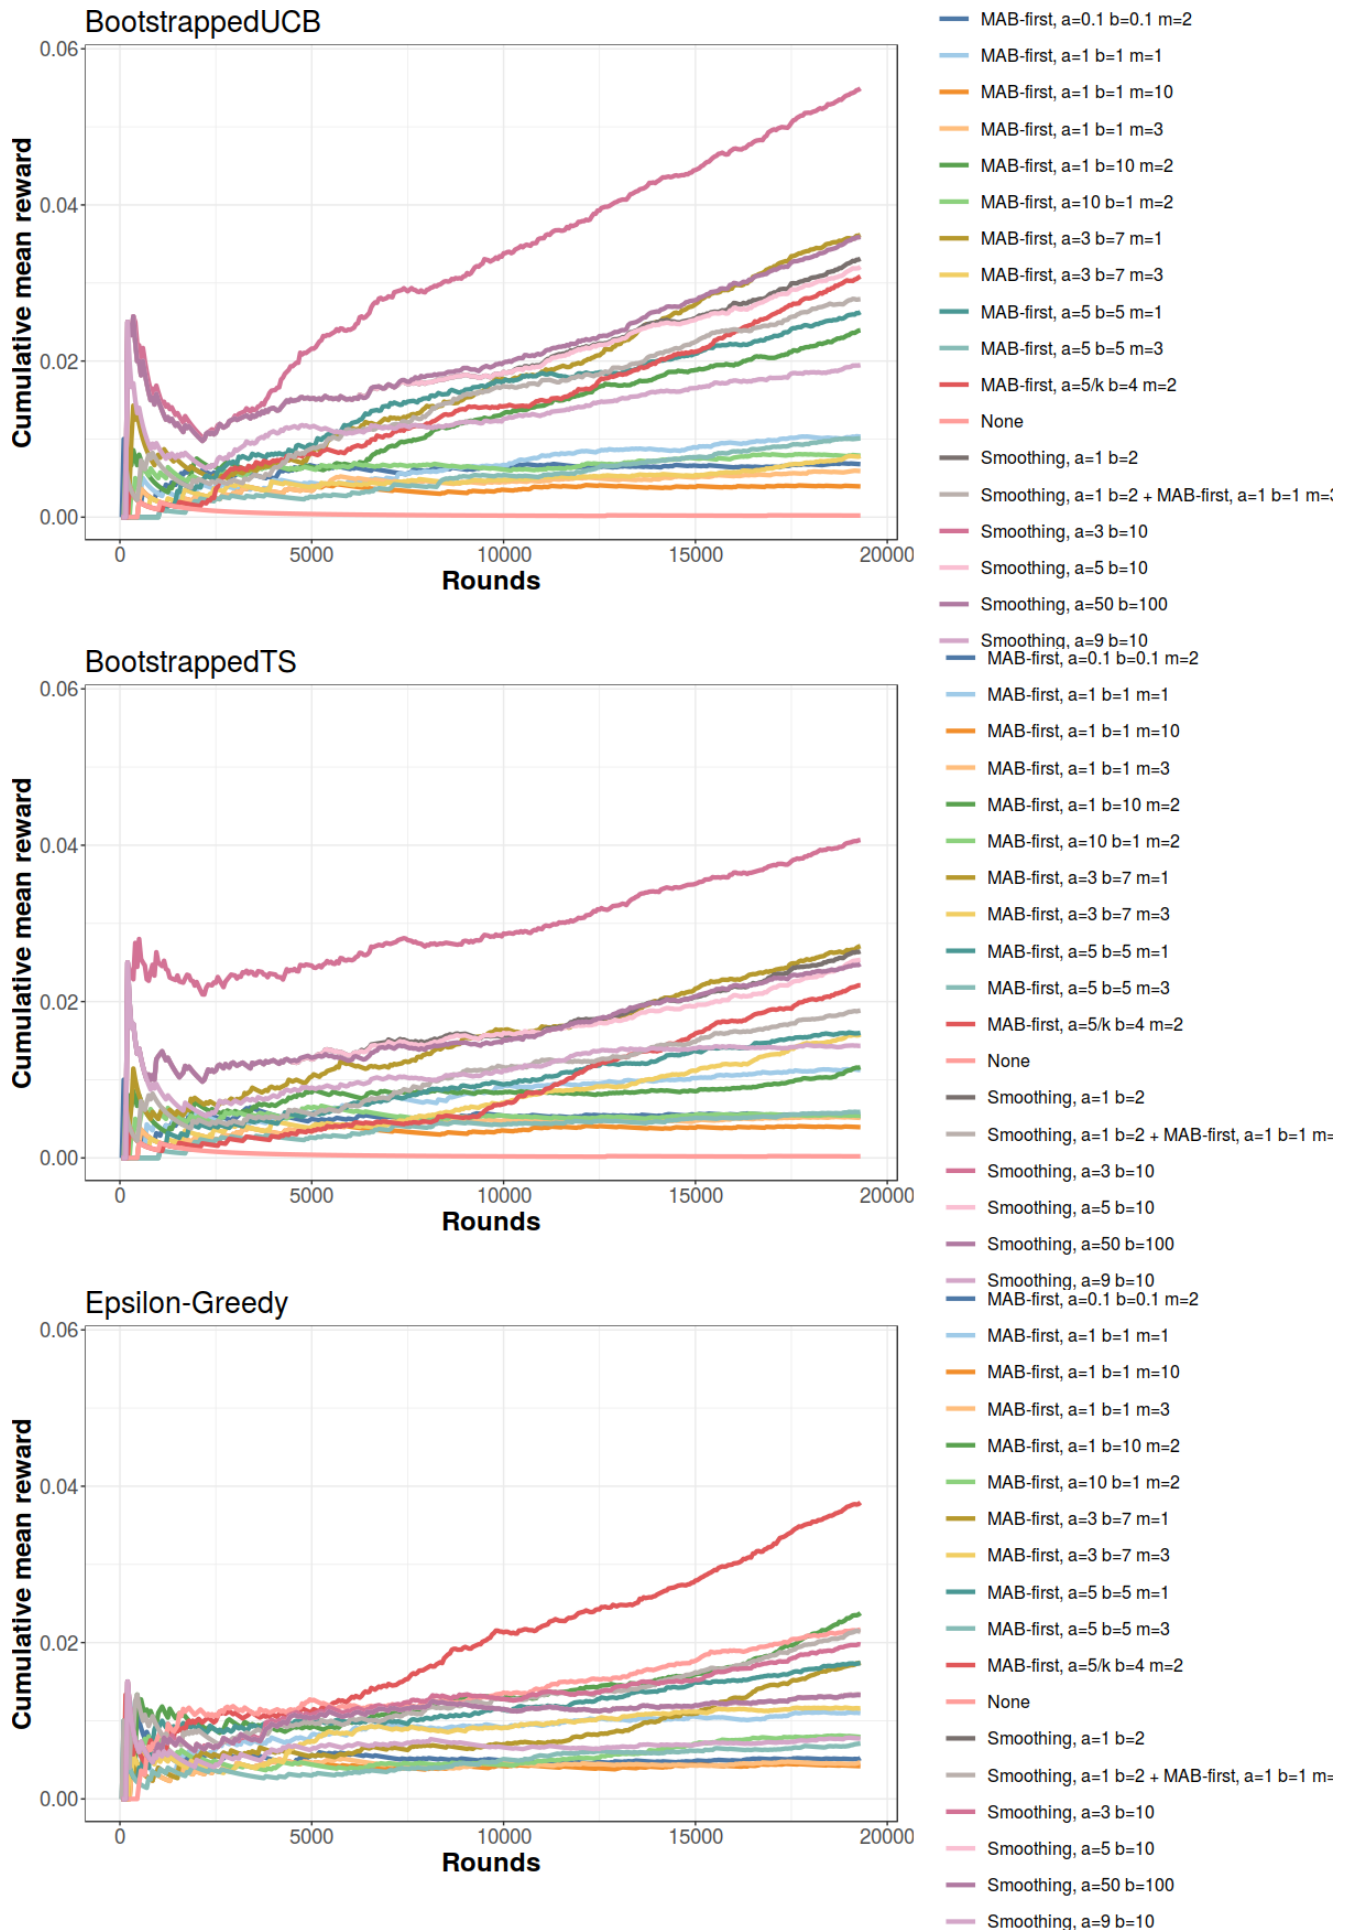 BootstrappedUCB
0.06
0.04
0.02
0.00
Cumulative mean reward
0
5000
10000
15000
20000
Rounds
MAB-first, a=0.1 b=0.1 m=2
MAB-first, a=1 b=1 m=1
MAB-first, a=1 b=1 m=10
MAB-first, a=1 b=1 m=3
MAB-first, a=1 b=10 m=2
MAB-first, a=10 b=1 m=2
MAB-first, a=3 b=7 m=1
MAB-first, a=3 b=7 m=3
MAB-first, a=5 b=5 m=1
MAB-first, a=5 b=5 m=3
MAB-first, a=5/k b=4 m=2
None
Smoothing, a=1 b=2
Smoothing, a=1 b=2 + MAB-first, a=1 b=1 m=
Smoothing, a=3 b=10
Smoothing, a=5 b=10
Smoothing, a=50 b=100
Smoothing, a=9 b=10
BootstrappedTS
0.06
0.04
0.02
0.00
Cumulative mean reward
0
5000
10000
15000
20000
Rounds
MAB-first, a=0.1 b=0.1 m=2
MAB-first, a=1 b=1 m=1
MAB-first, a=1 b=1 m=10
MAB-first, a=1 b=1 m=3
MAB-first, a=1 b=10 m=2
MAB-first, a=10 b=1 m=2
MAB-first, a=3 b=7 m=1
MAB-first, a=3 b=7 m=3
MAB-first, a=5 b=5 m=1
MAB-first, a=5 b=5 m=3
MAB-first, a=5/k b=4 m=2
None
Smoothing, a=1 b=2
Smoothing, a=1 b=2 + MAB-first, a=1 b=1 m=
Smoothing, a=3 b=10
Smoothing, a=5 b=10
Smoothing, a=50 b=100
Smoothing, a=9 b=10
Epsilon-Greedy
0.06
0.04
0.02
0.00
Cumulative mean reward
0
5000
10000
15000
20000
Rounds
MAB-first, a=0.1 b=0.1 m=2
MAB-first, a=1 b=1 m=1
MAB-first, a=1 b=1 m=10
MAB-first, a=1 b=1 m=3
MAB-first, a=1 b=10 m=2
MAB-first, a=10 b=1 m=2
MAB-first, a=3 b=7 m=1
MAB-first, a=3 b=7 m=3
MAB-first, a=5 b=5 m=1
MAB-first, a=5 b=5 m=3
MAB-first, a=5/k b=4 m=2
None
Smoothing, a=1 b=2
Smoothing, a=1 b=2 + MAB-first, a=1 b=1 m=
Smoothing, a=3 b=10
Smoothing, a=5 b=10
Smoothing, a=50 b=100
Smoothing, a=9 b=10